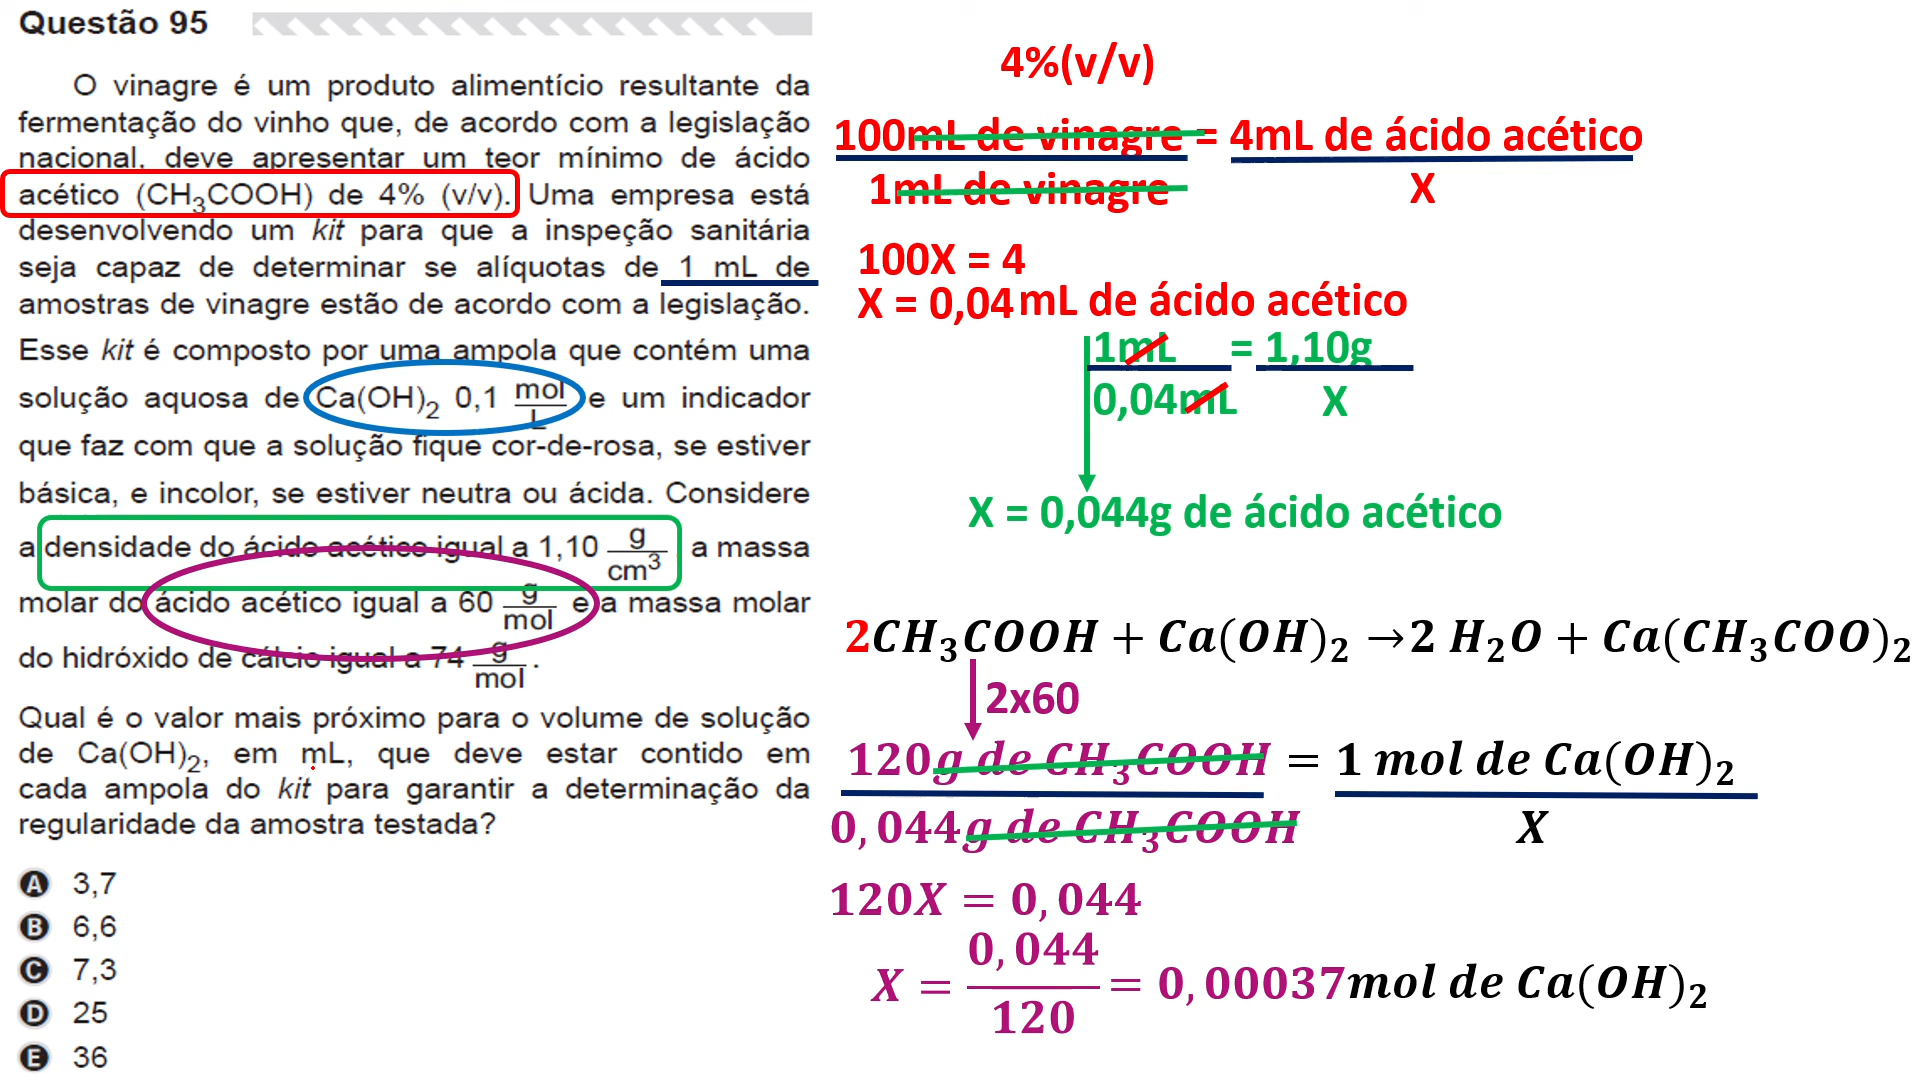 Questão 95
O vinagre é um produto alimentício resultante da
fermentação do vinho que, de acordo com a legislação
nacional, deve apresentar um teor mínimo de ácido
acético (CH₃COOH) de 4% (v/v). Uma empresa está
desenvolvendo um kit para que a inspeção sanitária
seja capaz de determinar se alíquotas de 1 mL de
amostras de vinagre estão de acordo com a legislação.
Esse kit é composto por uma ampola que contém uma
solução aquosa de Ca(OH)₂ 0,1 mol/L e um indicador
que faz com que a solução fique cor-de-rosa, se estiver
básica, e incolor, se estiver neutra ou ácida. Considere
a densidade do ácido acético igual a 1,10 g/cm³, a massa
molar do ácido acético igual a 60 g/mol e a massa molar
do hidróxido de cálcio igual a 74 g/mol.
Qual é o valor mais próximo para o volume de solução
de Ca(OH)₂, em mL, que deve estar contido em
cada ampola do kit para garantir a determinação da
regularidade da amostra testada?
A 3,7
B 6,6
C 7,3
D 25
E 36
4%(v/v)
100mL de vinagre = 4mL de ácido acético
1mL de vinagre X
100X = 4
X = 0,04 mL de ácido acético
1mL = 1,10g
0,04mL X
X = 0,044g de ácido acético
2CH₃COOH + Ca(OH)₂ → 2 H₂O + Ca(CH₃COO)₂
2x60
120g de CH₃COOH = 1 mol de Ca(OH)₂
0,044g de CH₃COOH X
120X = 0,044
X = 0,044/120 = 0,00037mol de Ca(OH)₂